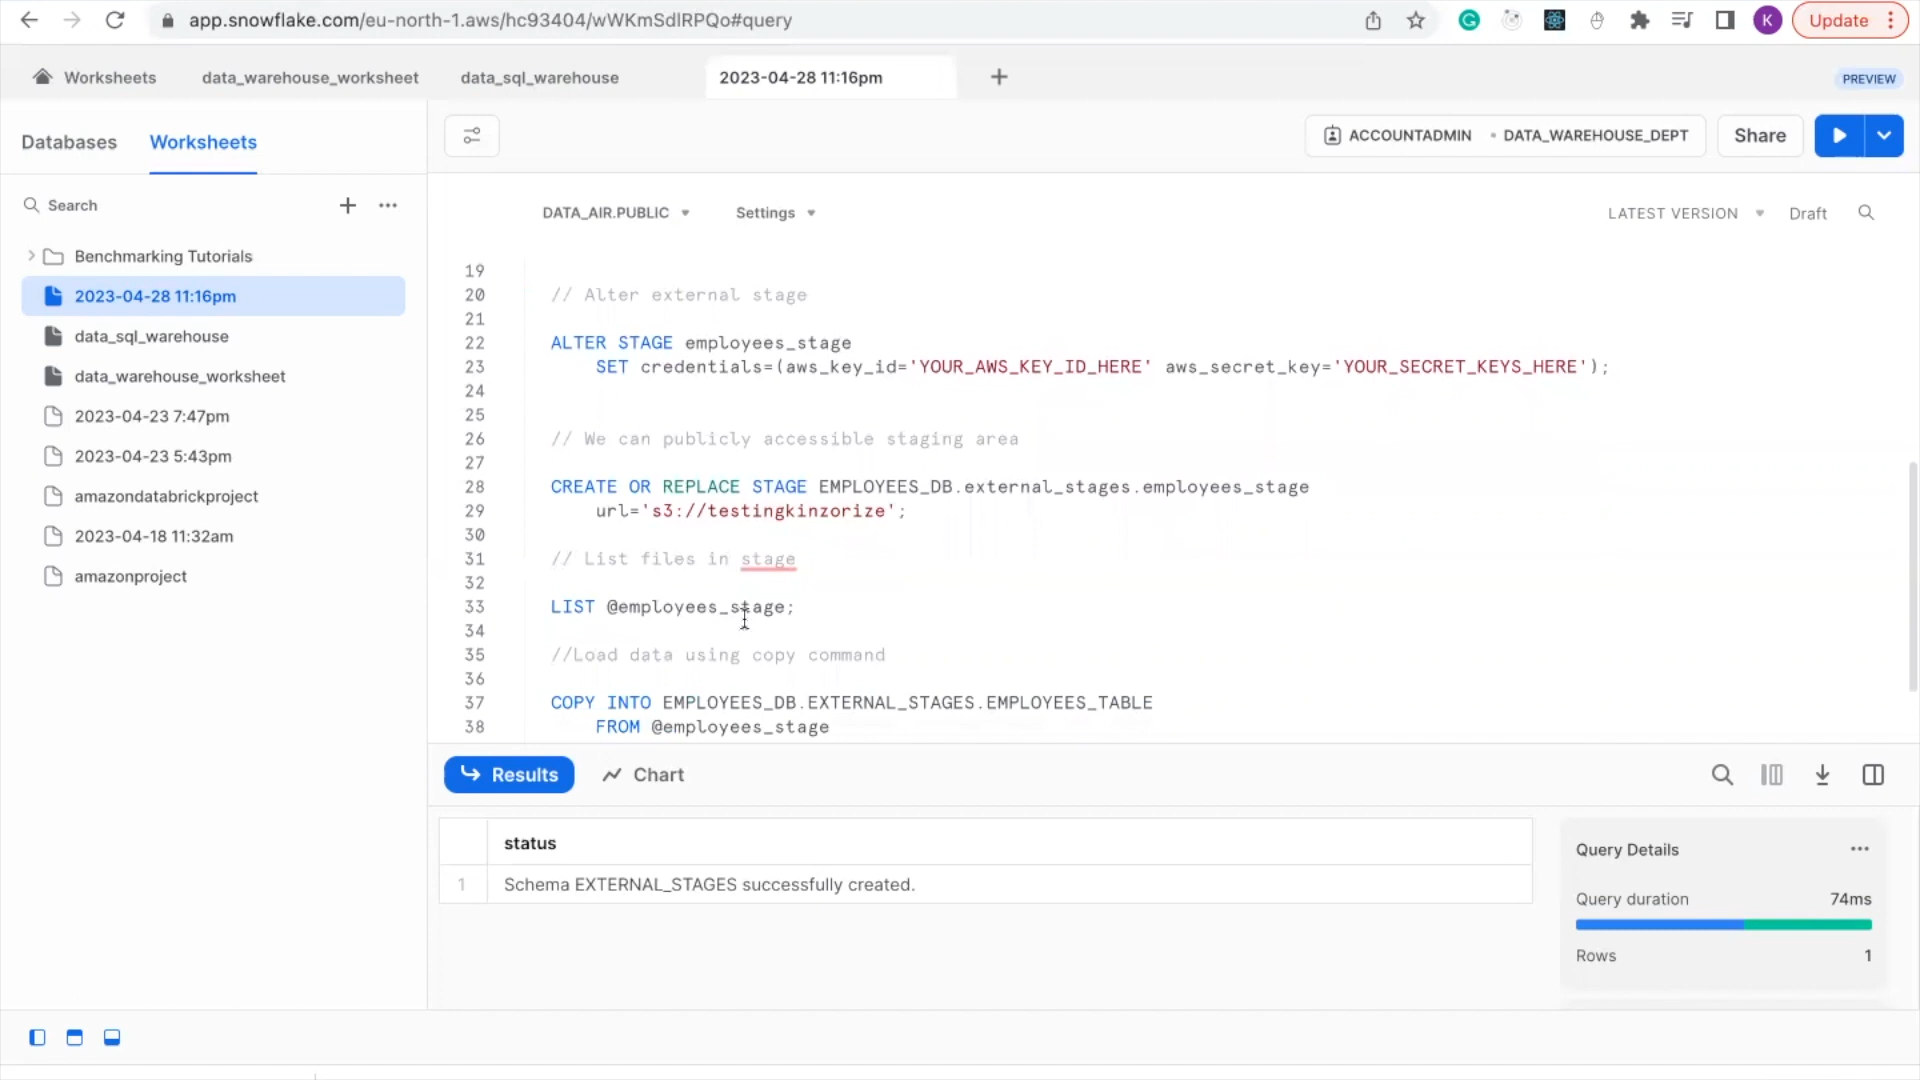 app.snowflake.com/eu-north-1.aws/hc93404/wWKmSdlRPQo#query
G
K
Update
Worksheets
data_warehouse_worksheet
data_sql_warehouse
2023-04-28 11:16pm
PREVIEW
Databases
Worksheets
ACCOUNTADMIN
DATA_WAREHOUSE_DEPT
Share
Search
Benchmarking Tutorials
2023-04-28 11:16pm
data_sql_warehouse
data_warehouse_worksheet
2023-04-23 7:47pm
2023-04-23 5:43pm
amazondatabrickproject
2023-04-18 11:32am
amazonproject
DATA_AIR.PUBLIC
Settings
LATEST VERSION
Draft
19
20 // Alter external stage
21
22 ALTER STAGE employees_stage
23 SET credentials=(aws_key_id='YOUR_AWS_KEY_ID_HERE' aws_secret_key='YOUR_SECRET_KEYS_HERE');
24
25
26 // We can publicly accessible staging area
27
28 CREATE OR REPLACE STAGE EMPLOYEES_DB.external_stages.employees_stage
29 url='s3://testingkinzorize';
30
31 // List files in stage
32
33 LIST @employees_stage;
34
35 //Load data using copy command
36
37 COPY INTO EMPLOYEES_DB.EXTERNAL_STAGES.EMPLOYEES_TABLE
38 FROM @employees_stage
Results
Chart
status
1 Schema EXTERNAL_STAGES successfully created.
Query Details
Query duration 74ms
Rows 1